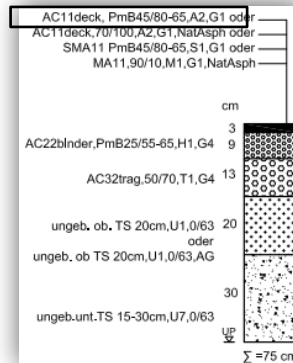 AC11deck, PmB45/80-65,A2,G1 oder
AC11deck,70/100,A2,G1,NatAsph oder
SMA11 PmB45/80-65,S1,G1 oder
MA11,90/10,M1,G1,NatAsph
cm
3
AC22binder,PmB25/55-65,H1,G4 9
AC32trag,50/70,T1,G4 13
ungeb. ob. TS 20cm,U1,0/63 20
oder
ungeb. ob TS 20cm,U1,0/63,AG
30
ungeb.unt.TS 15-30cm,U7,0/63
UP
∑ =75 cm